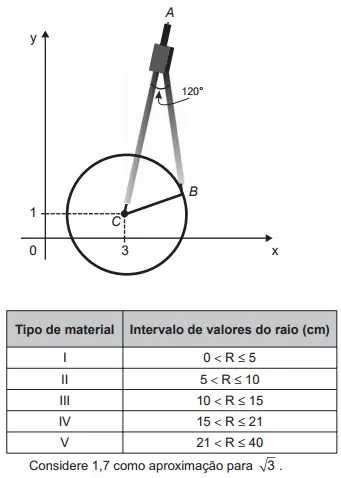 A
y
120°
B
1
C
0
3
x
Tipo de material Intervalo de valores do raio (cm)
I 0 < R ≤ 5
II 5 < R ≤ 10
III 10 < R ≤ 15
IV 15 < R ≤ 21
V 21 < R ≤ 40
Considere 1,7 como aproximação para √3 .